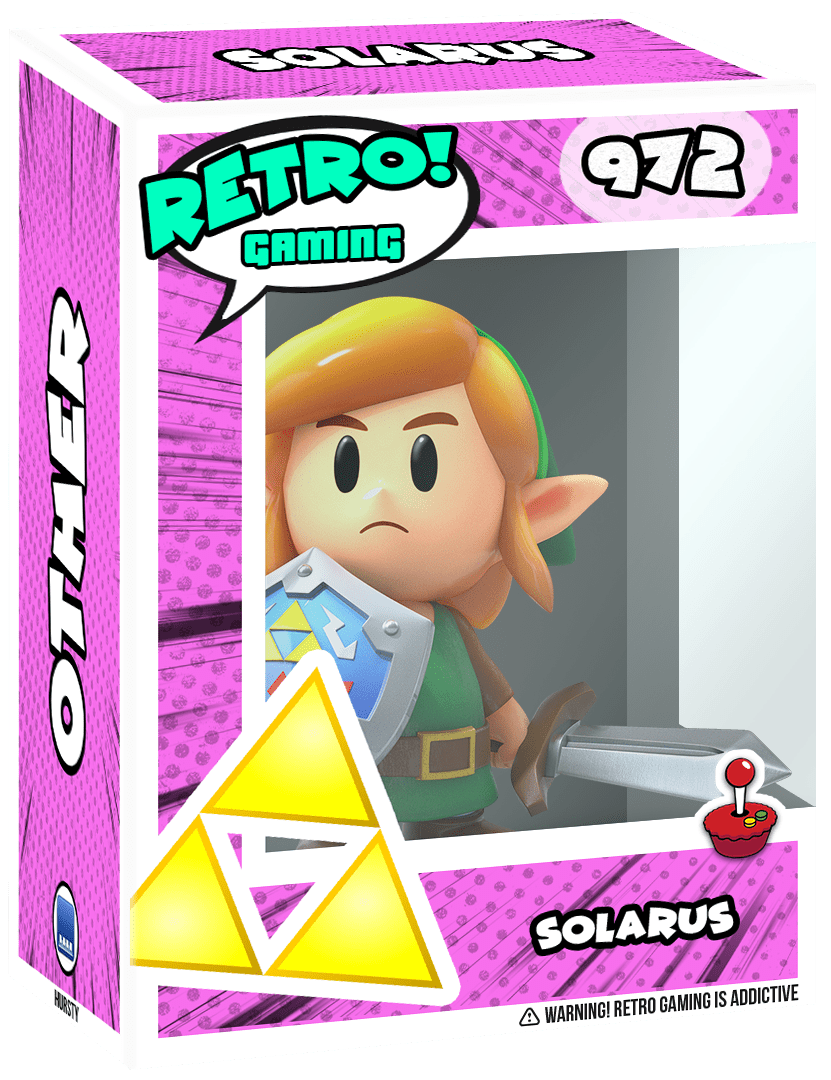 SOLARUS
RETRO!
GAMING
972
OTHER
SOLARUS
HURSTY
WARNING! RETRO GAMING IS ADDICTIVE